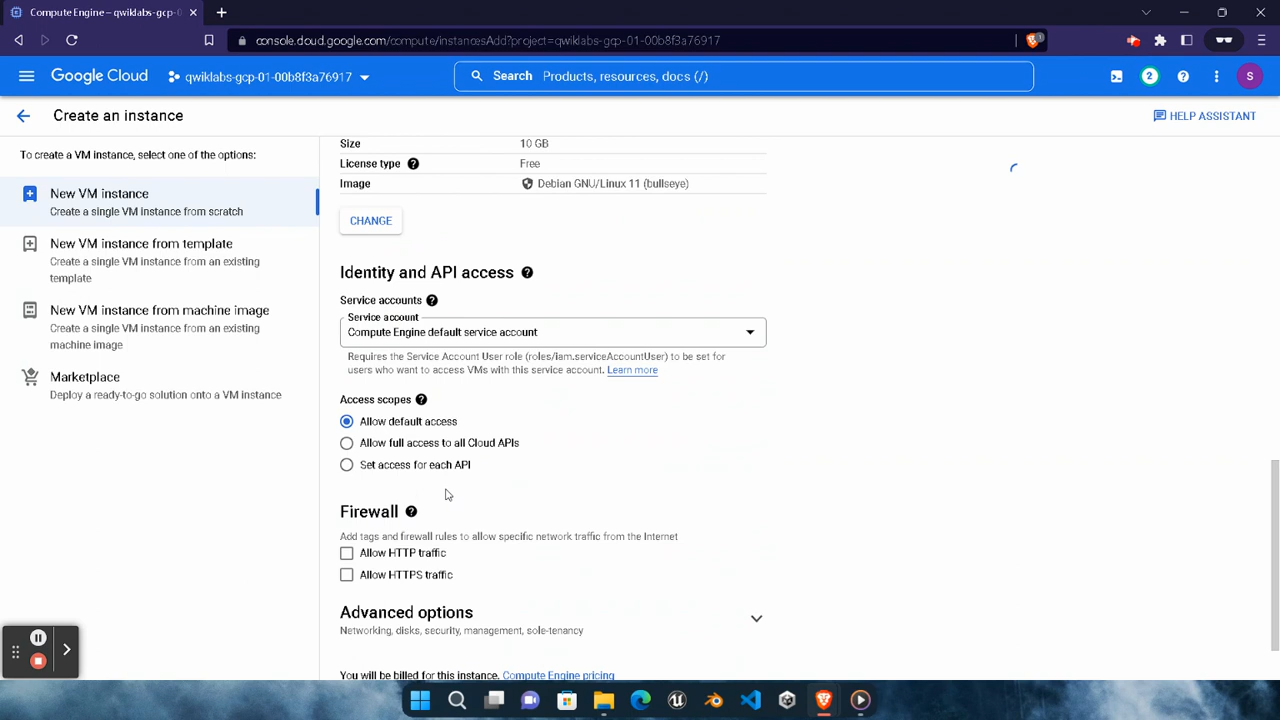 Compute Engine – qwiklabs-gcp-0
console.cloud.google.com/compute/instancesAdd?project=qwiklabs-gcp-01-00b8f3a76917
1
Google Cloud
qwiklabs-gcp-01-00b8f3a76917
Search Products, resources, docs (/)
2
S
Create an instance
HELP ASSISTANT
To create a VM instance, select one of the options:
New VM instance
Create a single VM instance from scratch
New VM instance from template
Create a single VM instance from an existing
template
New VM instance from machine image
Create a single VM instance from an existing
machine image
Marketplace
Deploy a ready-to-go solution onto a VM instance
Size 10 GB
License type Free
Image Debian GNU/Linux 11 (bullseye)
CHANGE
Identity and API access
Service accounts
Service account
Compute Engine default service account
Requires the Service Account User role (roles/iam.serviceAccountUser) to be set for
users who want to access VMs with this service account. Learn more
Access scopes
Allow default access
Allow full access to all Cloud APIs
Set access for each API
Firewall
Add tags and firewall rules to allow specific network traffic from the Internet
Allow HTTP traffic
Allow HTTPS traffic
Advanced options
Networking, disks, security, management, sole-tenancy
You will be billed for this instance. Compute Engine pricing